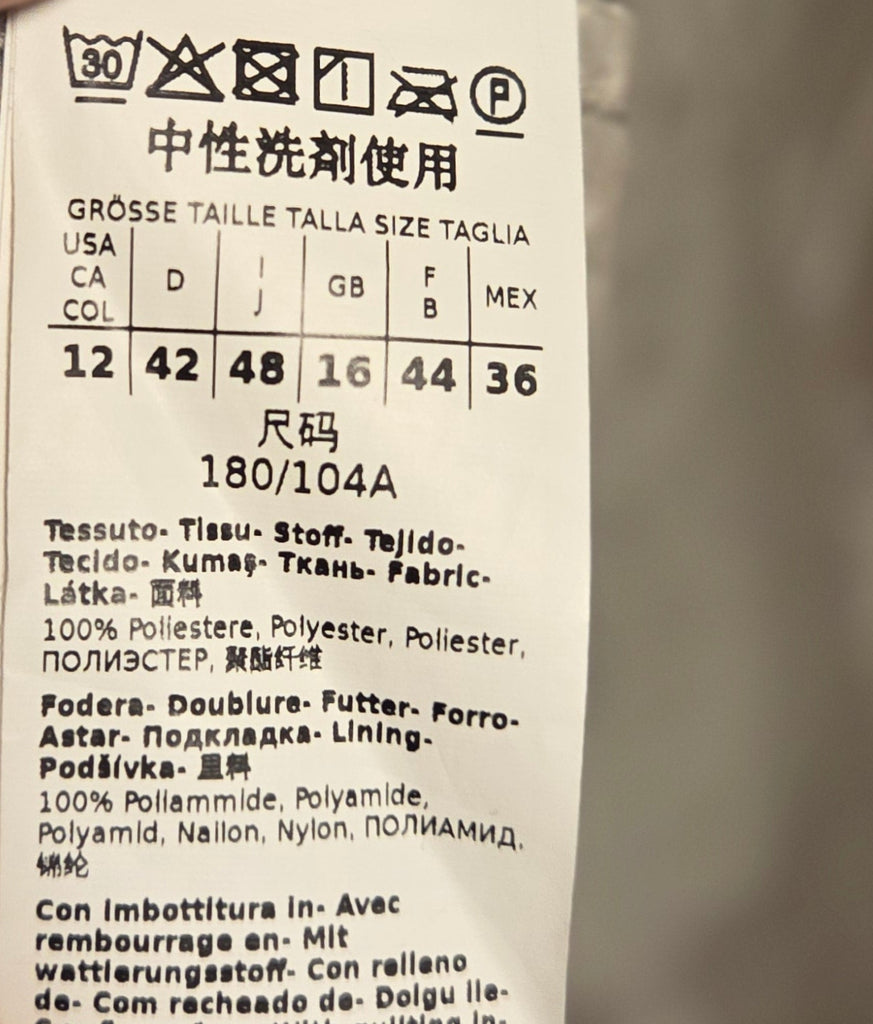 30 P
中性洗剂使用
GRÖSSE TAILLE TALLA SIZE TAGLIA
USA CA COL D I J GB F B MEX
12 42 48 16 44 36
尺码
180/104A
Tessuto- Tissu- Stoff- Tejido-
Tecido- Kumaş- Ткань- Fabric-
Látka- 面料
100% Poliestere, Polyester, Poliester,
ПОЛИЭСТЕР, 聚酯纤维
Fodera- Doublure- Futter- Forro-
Astar- Подкладка- Lining-
Podšívka- 里料
100% Poliammide, Polyamide,
Polyamid, Nailon, Nylon, ПОЛИАМИД,
锦纶
Con imbottitura in- Avec
rembourrage en- Mit
wattierungsstoff- Con relleno
de- Com recheado de- Dolgu ile-